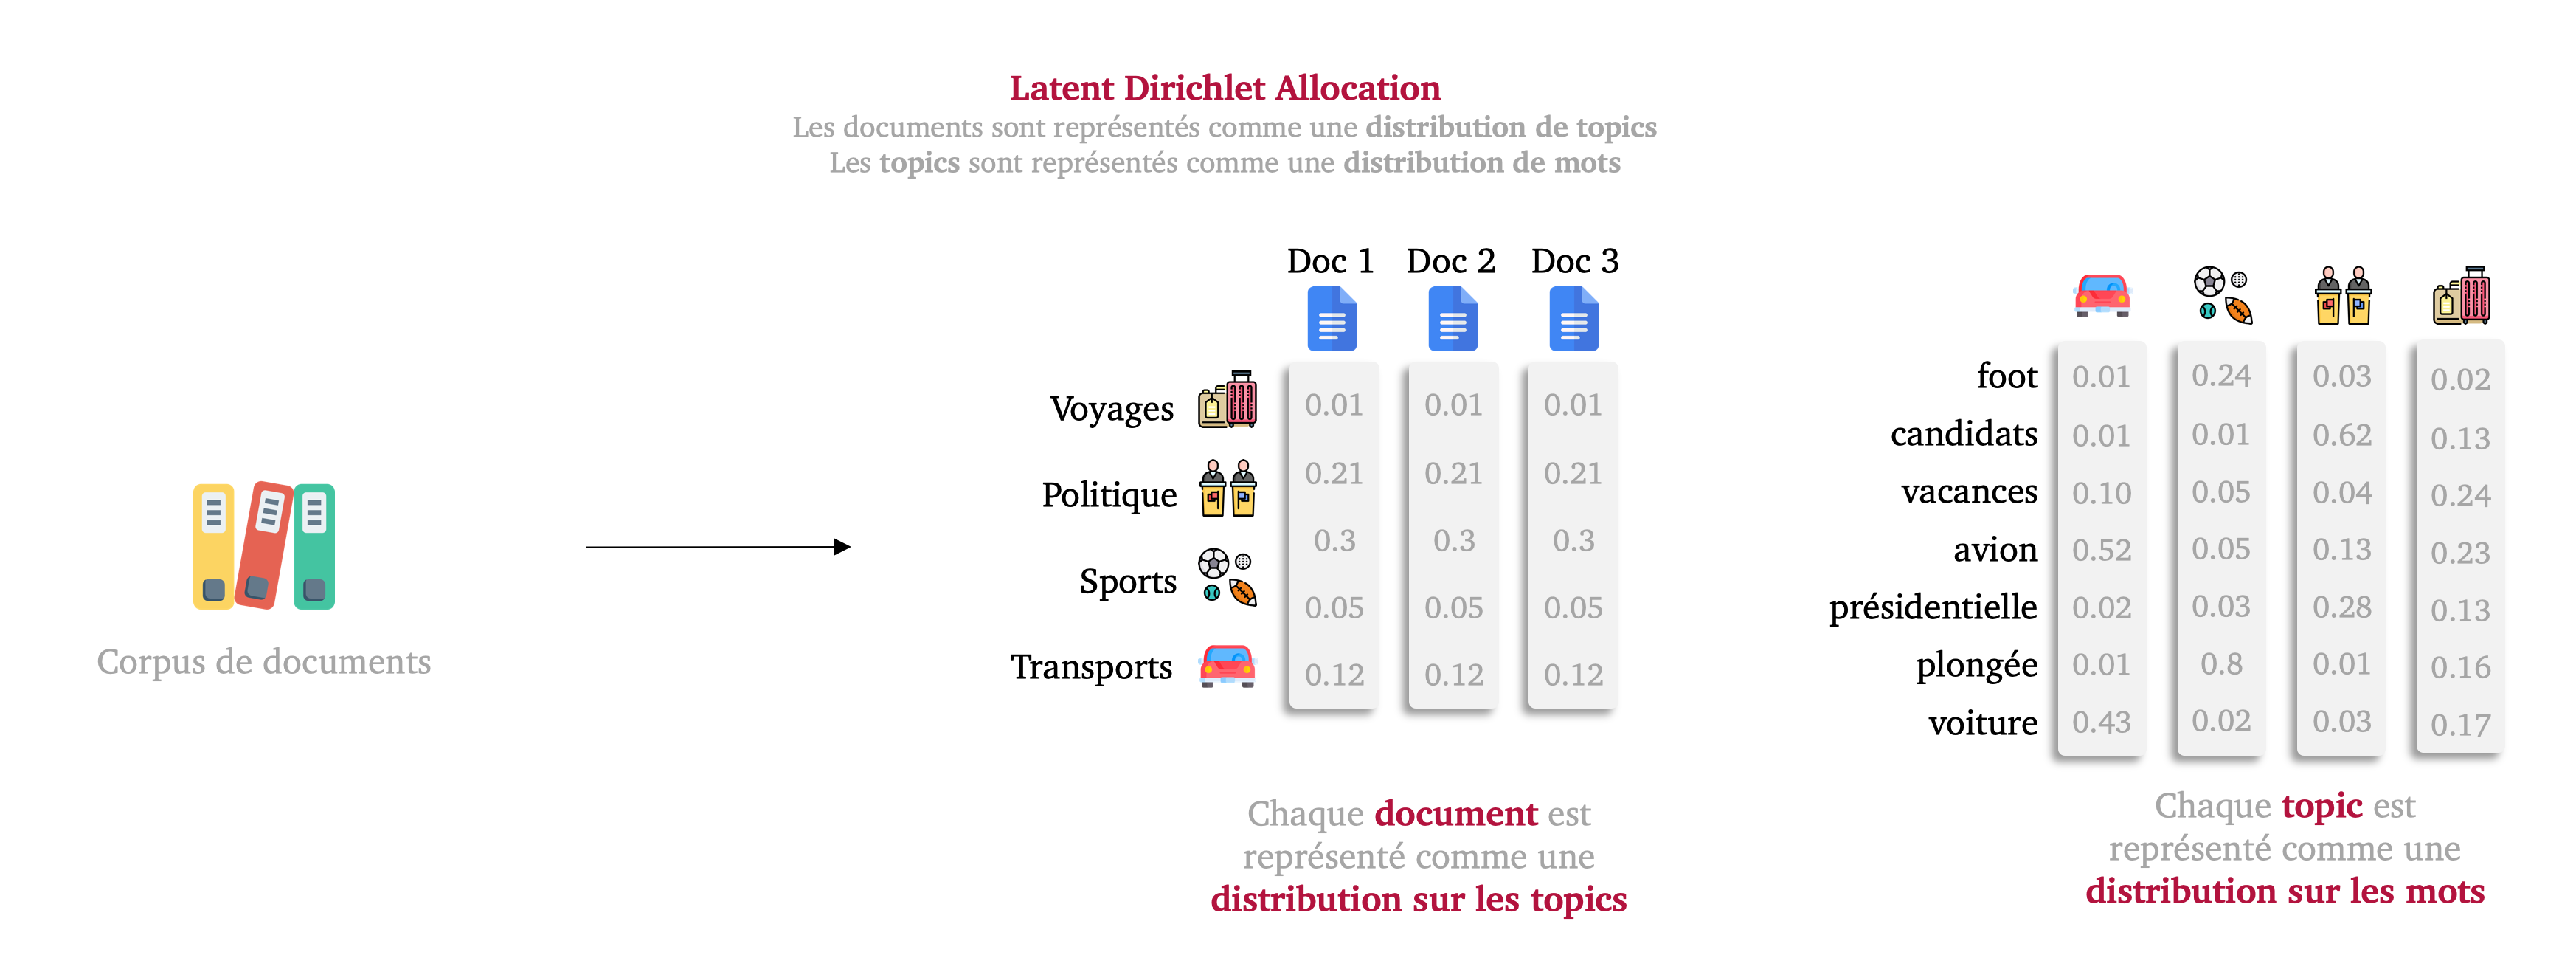 Latent Dirichlet Allocation
Les documents sont représentés comme une distribution de topics
Les topics sont représentés comme une distribution de mots
Corpus de documents
Doc 1 Doc 2 Doc 3
Voyages 0.01 0.01 0.01
Politique 0.21 0.21 0.21
0.3 0.3 0.3
Sports 0.05 0.05 0.05
Transports 0.12 0.12 0.12
Chaque document est
représenté comme une
distribution sur les topics
foot 0.01 0.24 0.03 0.02
candidats 0.01 0.01 0.62 0.13
vacances 0.10 0.05 0.04 0.24
avion 0.52 0.05 0.13 0.23
présidentielle 0.02 0.03 0.28 0.13
plongée 0.01 0.8 0.01 0.16
voiture 0.43 0.02 0.03 0.17
Chaque topic est
représenté comme une
distribution sur les mots